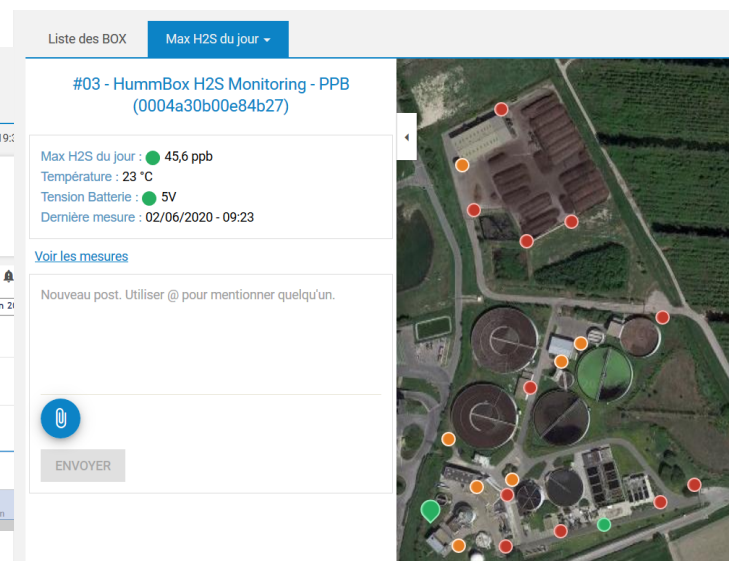 Liste des BOX
Max H2S du jour
#03 - HummBox H2S Monitoring - PPB
(0004a30b00e84b27)
Max H2S du jour : 45,6 ppb
Température : 23 °C
Tension Batterie : 5V
Dernière mesure : 02/06/2020 - 09:23
Voir les mesures
Nouveau post. Utiliser @ pour mentionner quelqu'un.
ENVOYER